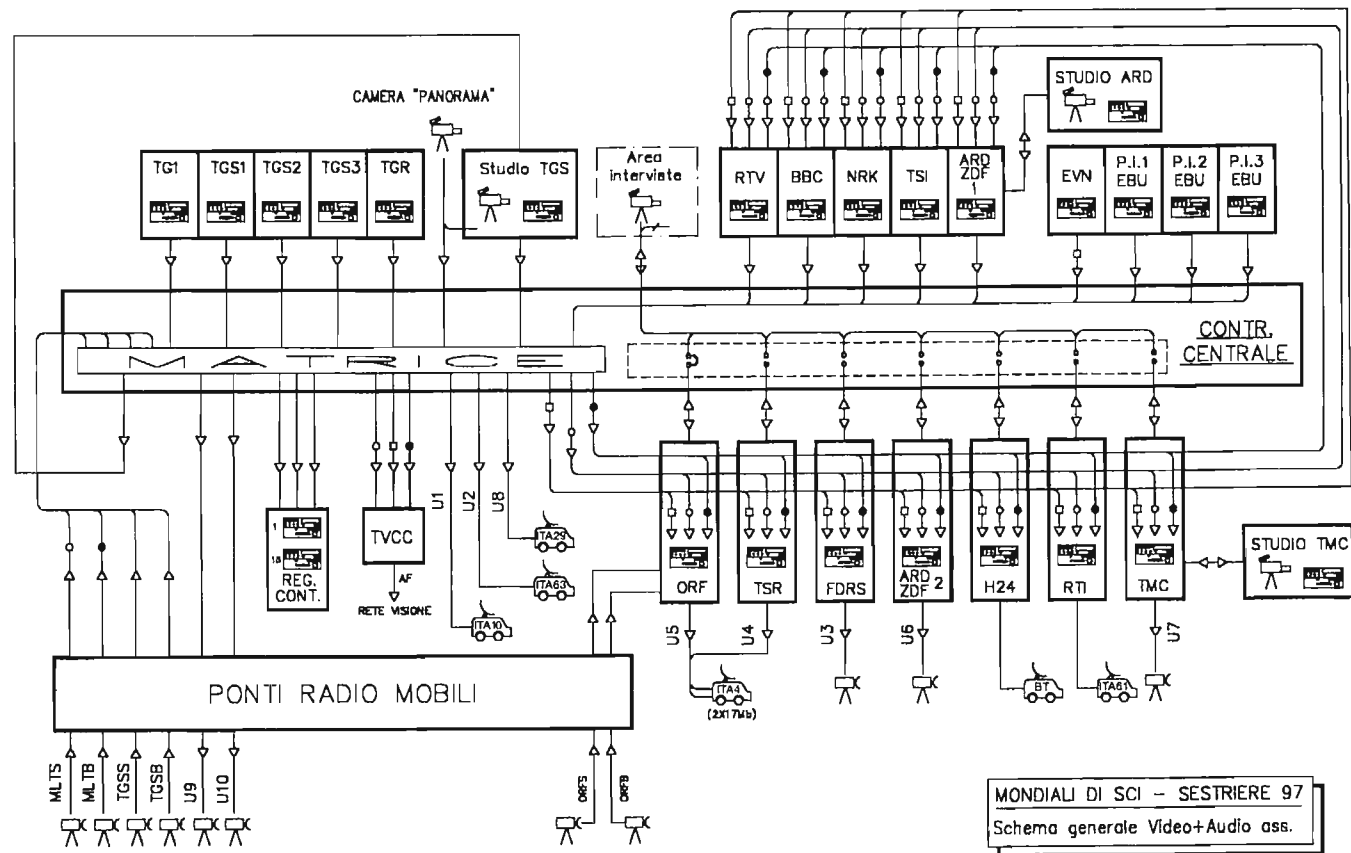 CAMERA "PANORAMA"
STUDIO ARD
TG1
TGS1
TGS2
TGS3
TGR
Studio TGS
Area
interviste
RTV
BBC
NRK
TSI
ARD
ZDF
1
EVN
P.I.1
EBU
P.I.2
EBU
P.I.3
EBU
CONTR.
CENTRALE
MATRICE
U1
U2
U8
1
18
REG.
CONT.
TVCC
AF
RETE VISIONE
ITA29
ITA63
ITA10
ORF
TSR
FDRS
ARD
ZDF 2
H24
RTI
TMC
STUDIO TMC
U5
U4
U3
U6
U7
ITA4
(2X17Mb)
BT
ITA61
PONTI RADIO MOBILI
MLTS
MLTB
TGSS
TGSB
U9
U10
ORFS
ORFB
MONDIALI DI SCI - SESTRIERE 97
Schema generale Video+Audio ass.